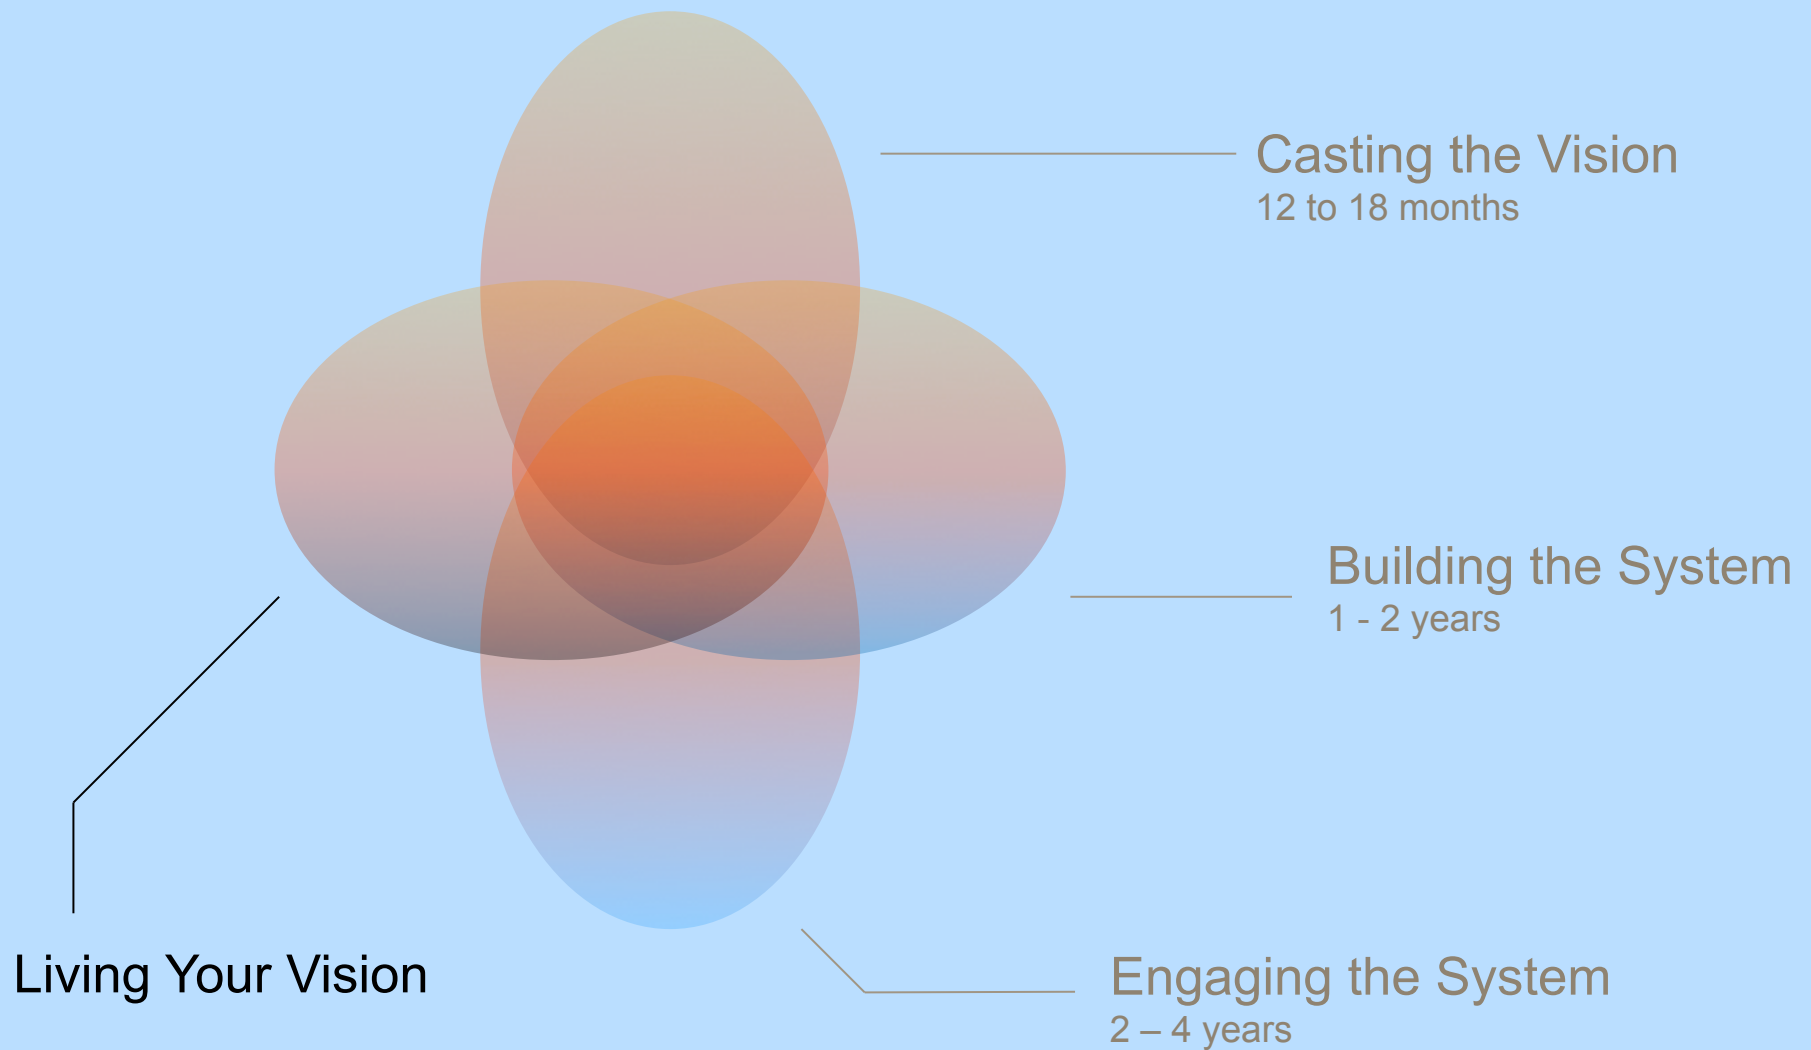 Casting the Vision
12 to 18 months
Building the System
1 - 2 years
Living Your Vision
Engaging the System
2 – 4 years